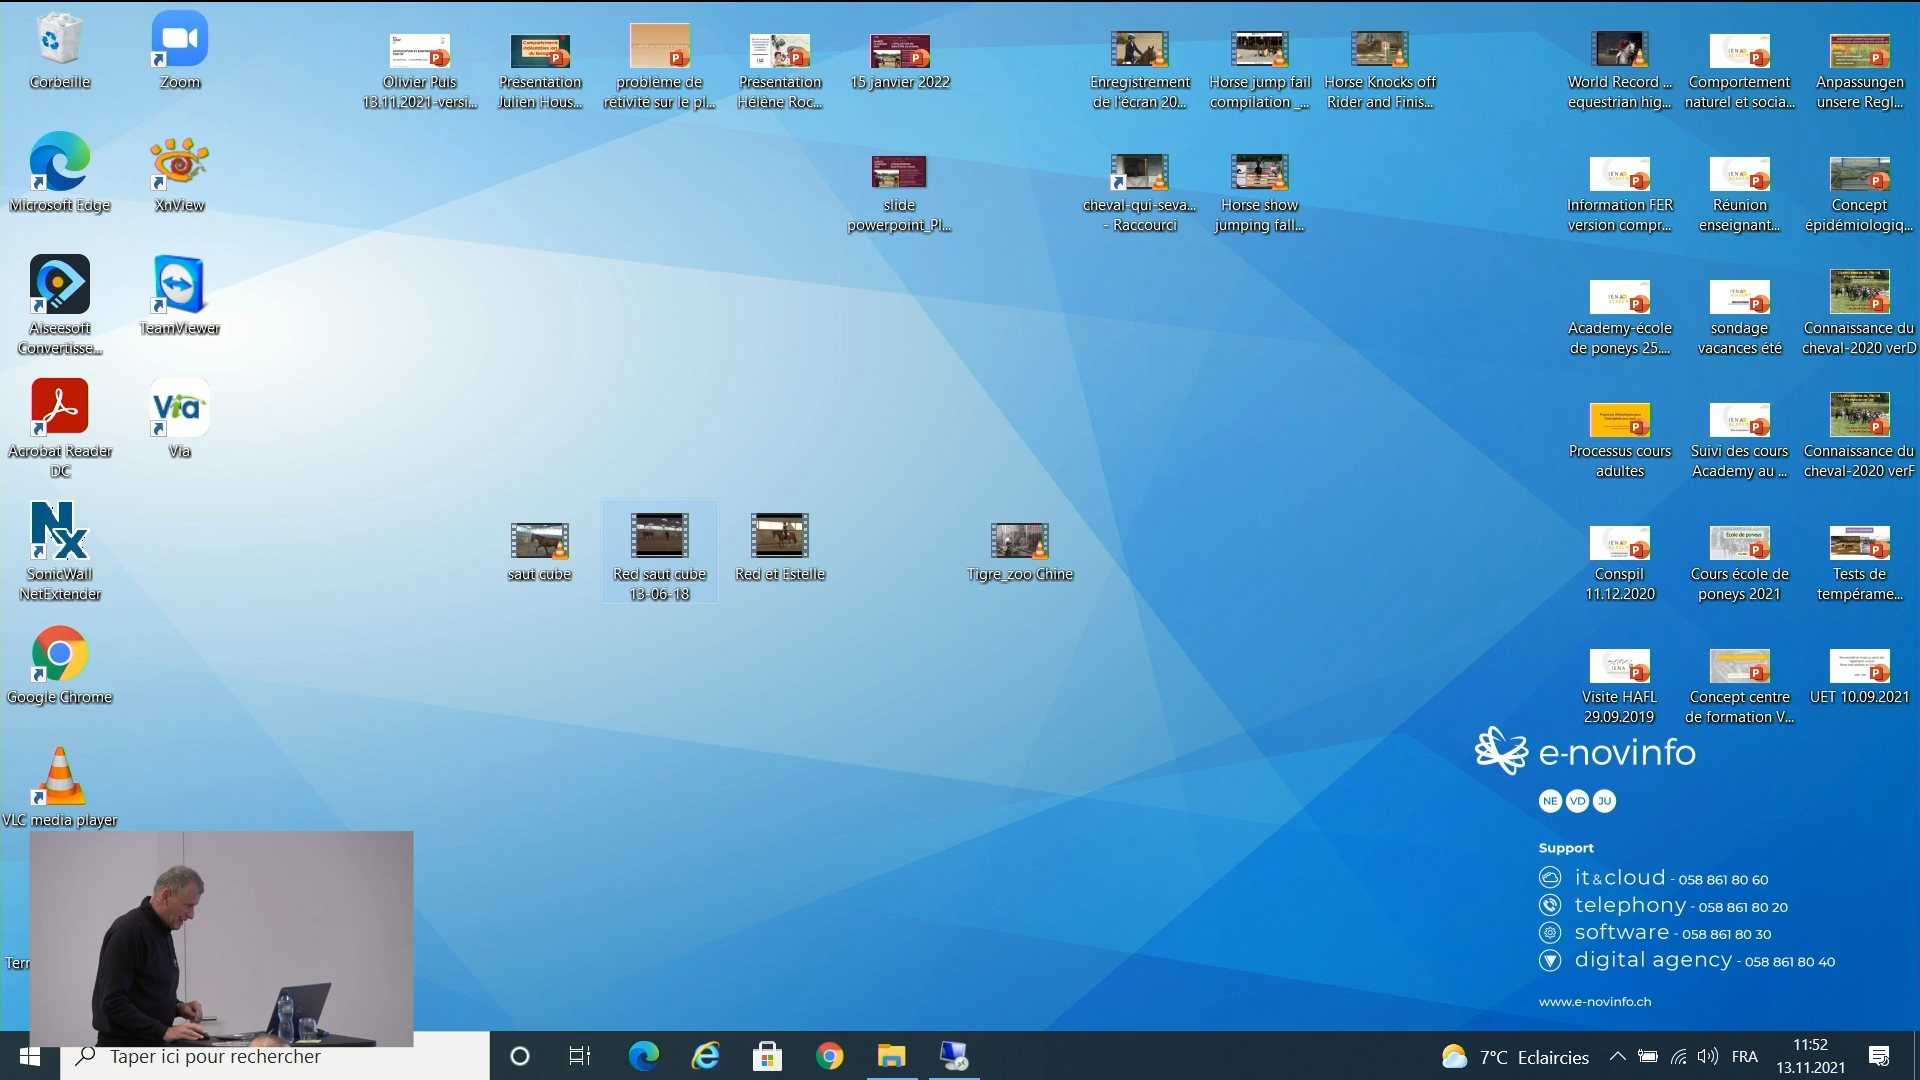 Corbeille
Zoom
Olivier Puls
13.11.2021-versi...
Présentation
Julien Hous...
problème de
rétivité sur le pl...
Présentation
Hélène Roc...
15 janvier 2022
Enregistrement
de l'écran 20...
Horse jump fail
compilation _...
Horse Knocks off
Rider and Finis...
World Record ...
equestrian hig...
Comportement
naturel et socia...
Anpassungen
unsere Regl...
Microsoft Edge
XnView
slide
powerpoint_Pl...
cheval-qui-seva...
- Raccourci
Horse show
jumping fall...
Information FER
version compr...
Réunion
enseignant...
Concept
épidémiologiq...
Aiseesoft
Convertisse...
TeamViewer
Academy-école
de poneys 25....
sondage
vacances été
Connaissance du
cheval-2020 verD
Acrobat Reader
DC
Via
Via
Processus cours
adultes
Suivi des cours
Academy au ...
Connaissance du
cheval-2020 verF
SonicWall
NetExtender
saut cube
Red saut cube
13-06-18
Red et Estelle
Tigre_zoo Chine
Conspil
11.12.2020
Cours école de
poneys 2021
Tests de
tempérame...
Google Chrome
Visite HAFL
29.09.2019
Concept centre
de formation V...
UET 10.09.2021
VLC media player
e-novinfo
NE VD JU
Support
it & cloud - 058 861 80 60
telephony - 058 861 80 20
software - 058 861 80 30
digital agency - 058 861 80 40
www.e-novinfo.ch
Taper ici pour rechercher
7°C Eclaircies
FRA
11:52
13.11.2021